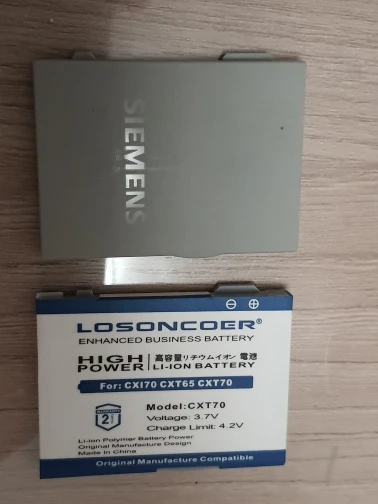 SIEMENS
LOSONCOER®
ENHANCED BUSINESS BATTERY
HIGH POWER
高容量リチウムイオン 電池
LI-ION BATTERY
For: CXI70 CXT65 CXT70
WARRANTY
2
Model:CXT70
Voltage: 3.7V
Charge Limit: 4.2V
Li-ion Polymer Battery Power
Original Manufacture Design
Made in China
Original Manufacture Compatible